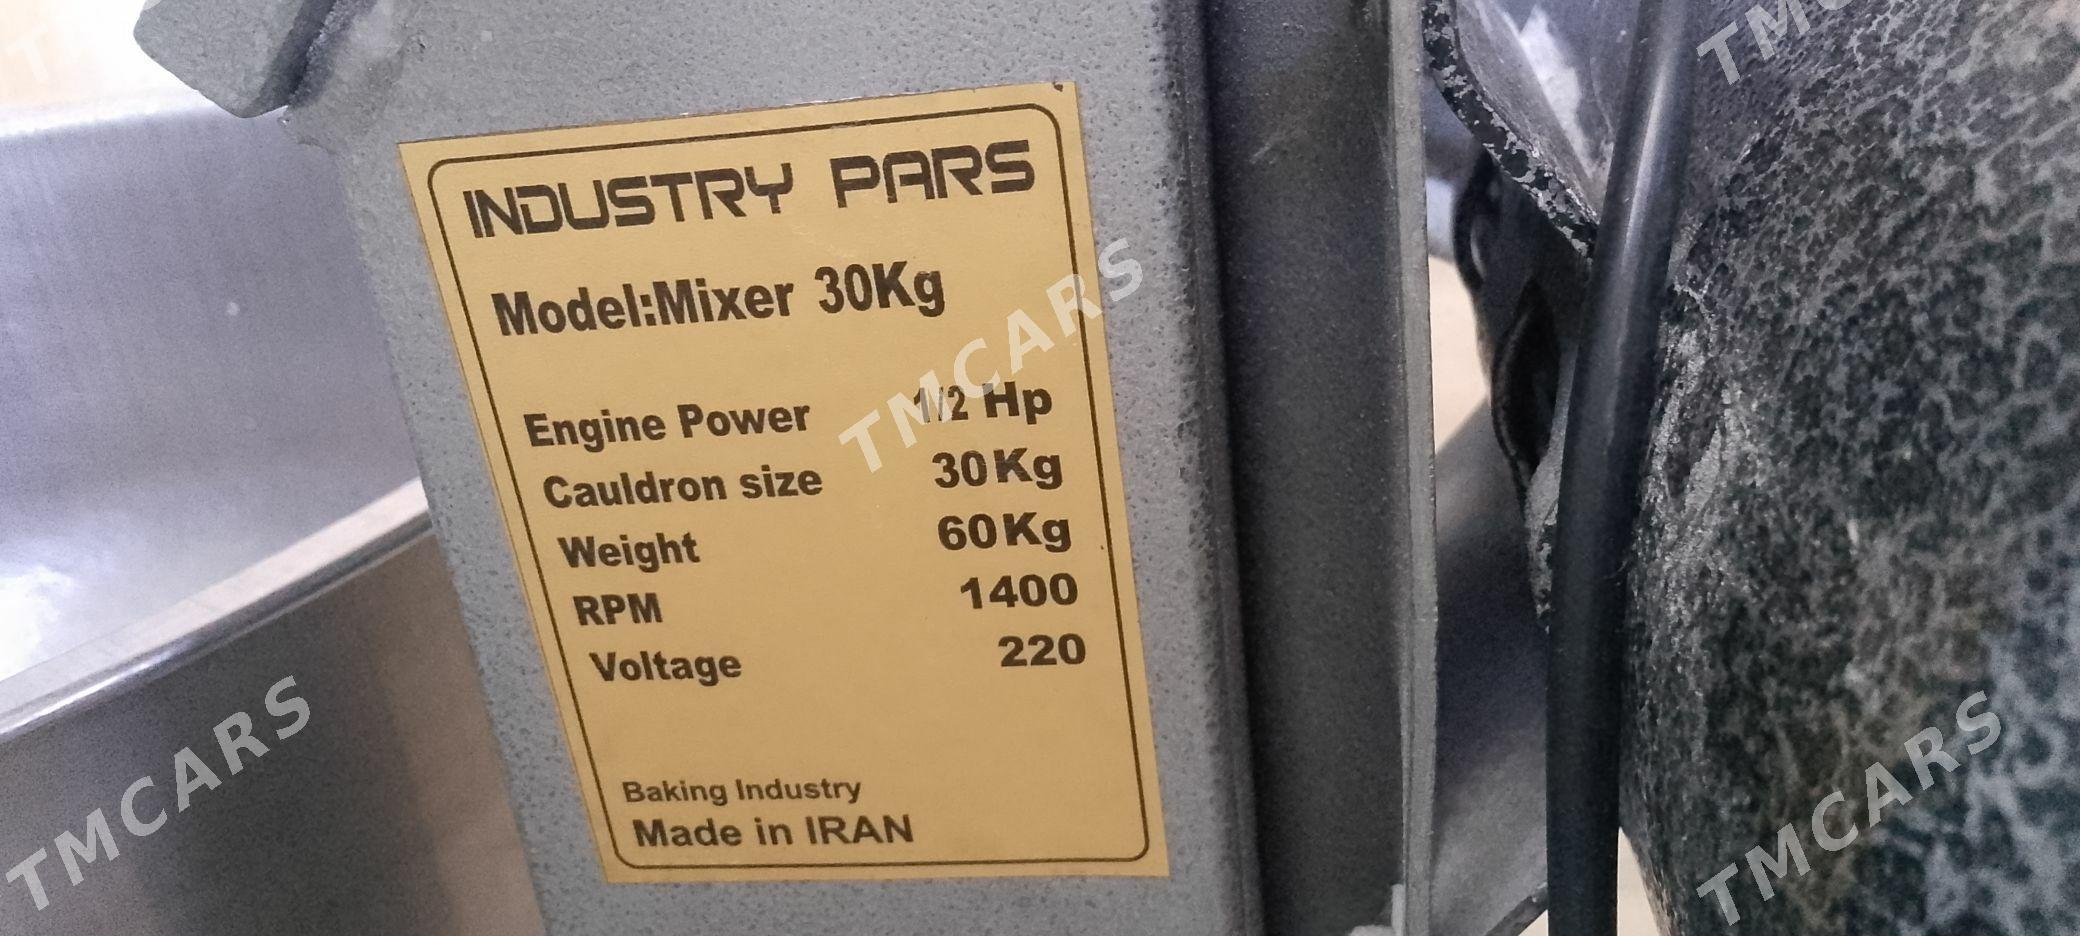 INDUSTRY PARS
Model:Mixer 30Kg
Engine Power 1/2 Hp
Cauldron size 30Kg
Weight 60Kg
RPM 1400
Voltage 220
Baking Industry
Made in IRAN
TMCARS
TMCARS
TMCARS